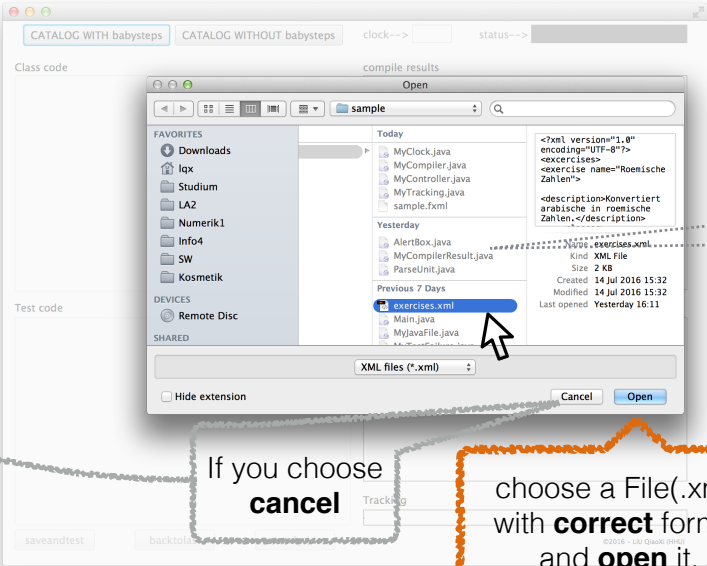 CATALOG WITH babysteps
CATALOG WITHOUT babysteps
clock-->
status-->
Class code
compile results
Open
sample
FAVORITES
Downloads
lqx
Studium
LA2
Numerik1
Info4
SW
Kosmetik
DEVICES
Remote Disc
SHARED
Today
MyClock.java
MyCompiler.java
MyController.java
MyTracking.java
sample.fxml
Yesterday
AlertBox.java
MyCompilerResult.java
ParseUnit.java
Previous 7 Days
exercises.xml
Main.java
MyJavaFile.java
MyTestFailure.java
<?xml version="1.0"
encoding="UTF-8"?>
<excercises>
<exercise name="Roemische
Zahlen">
<description>Konvertiert
arabische in roemische
Zahlen.</description>
Name exercises.xml
Kind XML File
Size 2 KB
Created 14 Jul 2016 15:32
Modified 14 Jul 2016 15:32
Last opened Yesterday 16:11
XML files (*.xml)
Hide extension
Cancel
Open
Test code
If you choose
cancel
choose a File(.xm
with correct form
and open it.
Tracking
saveandtest
©2016 - LIU QiaoXi (HHU)